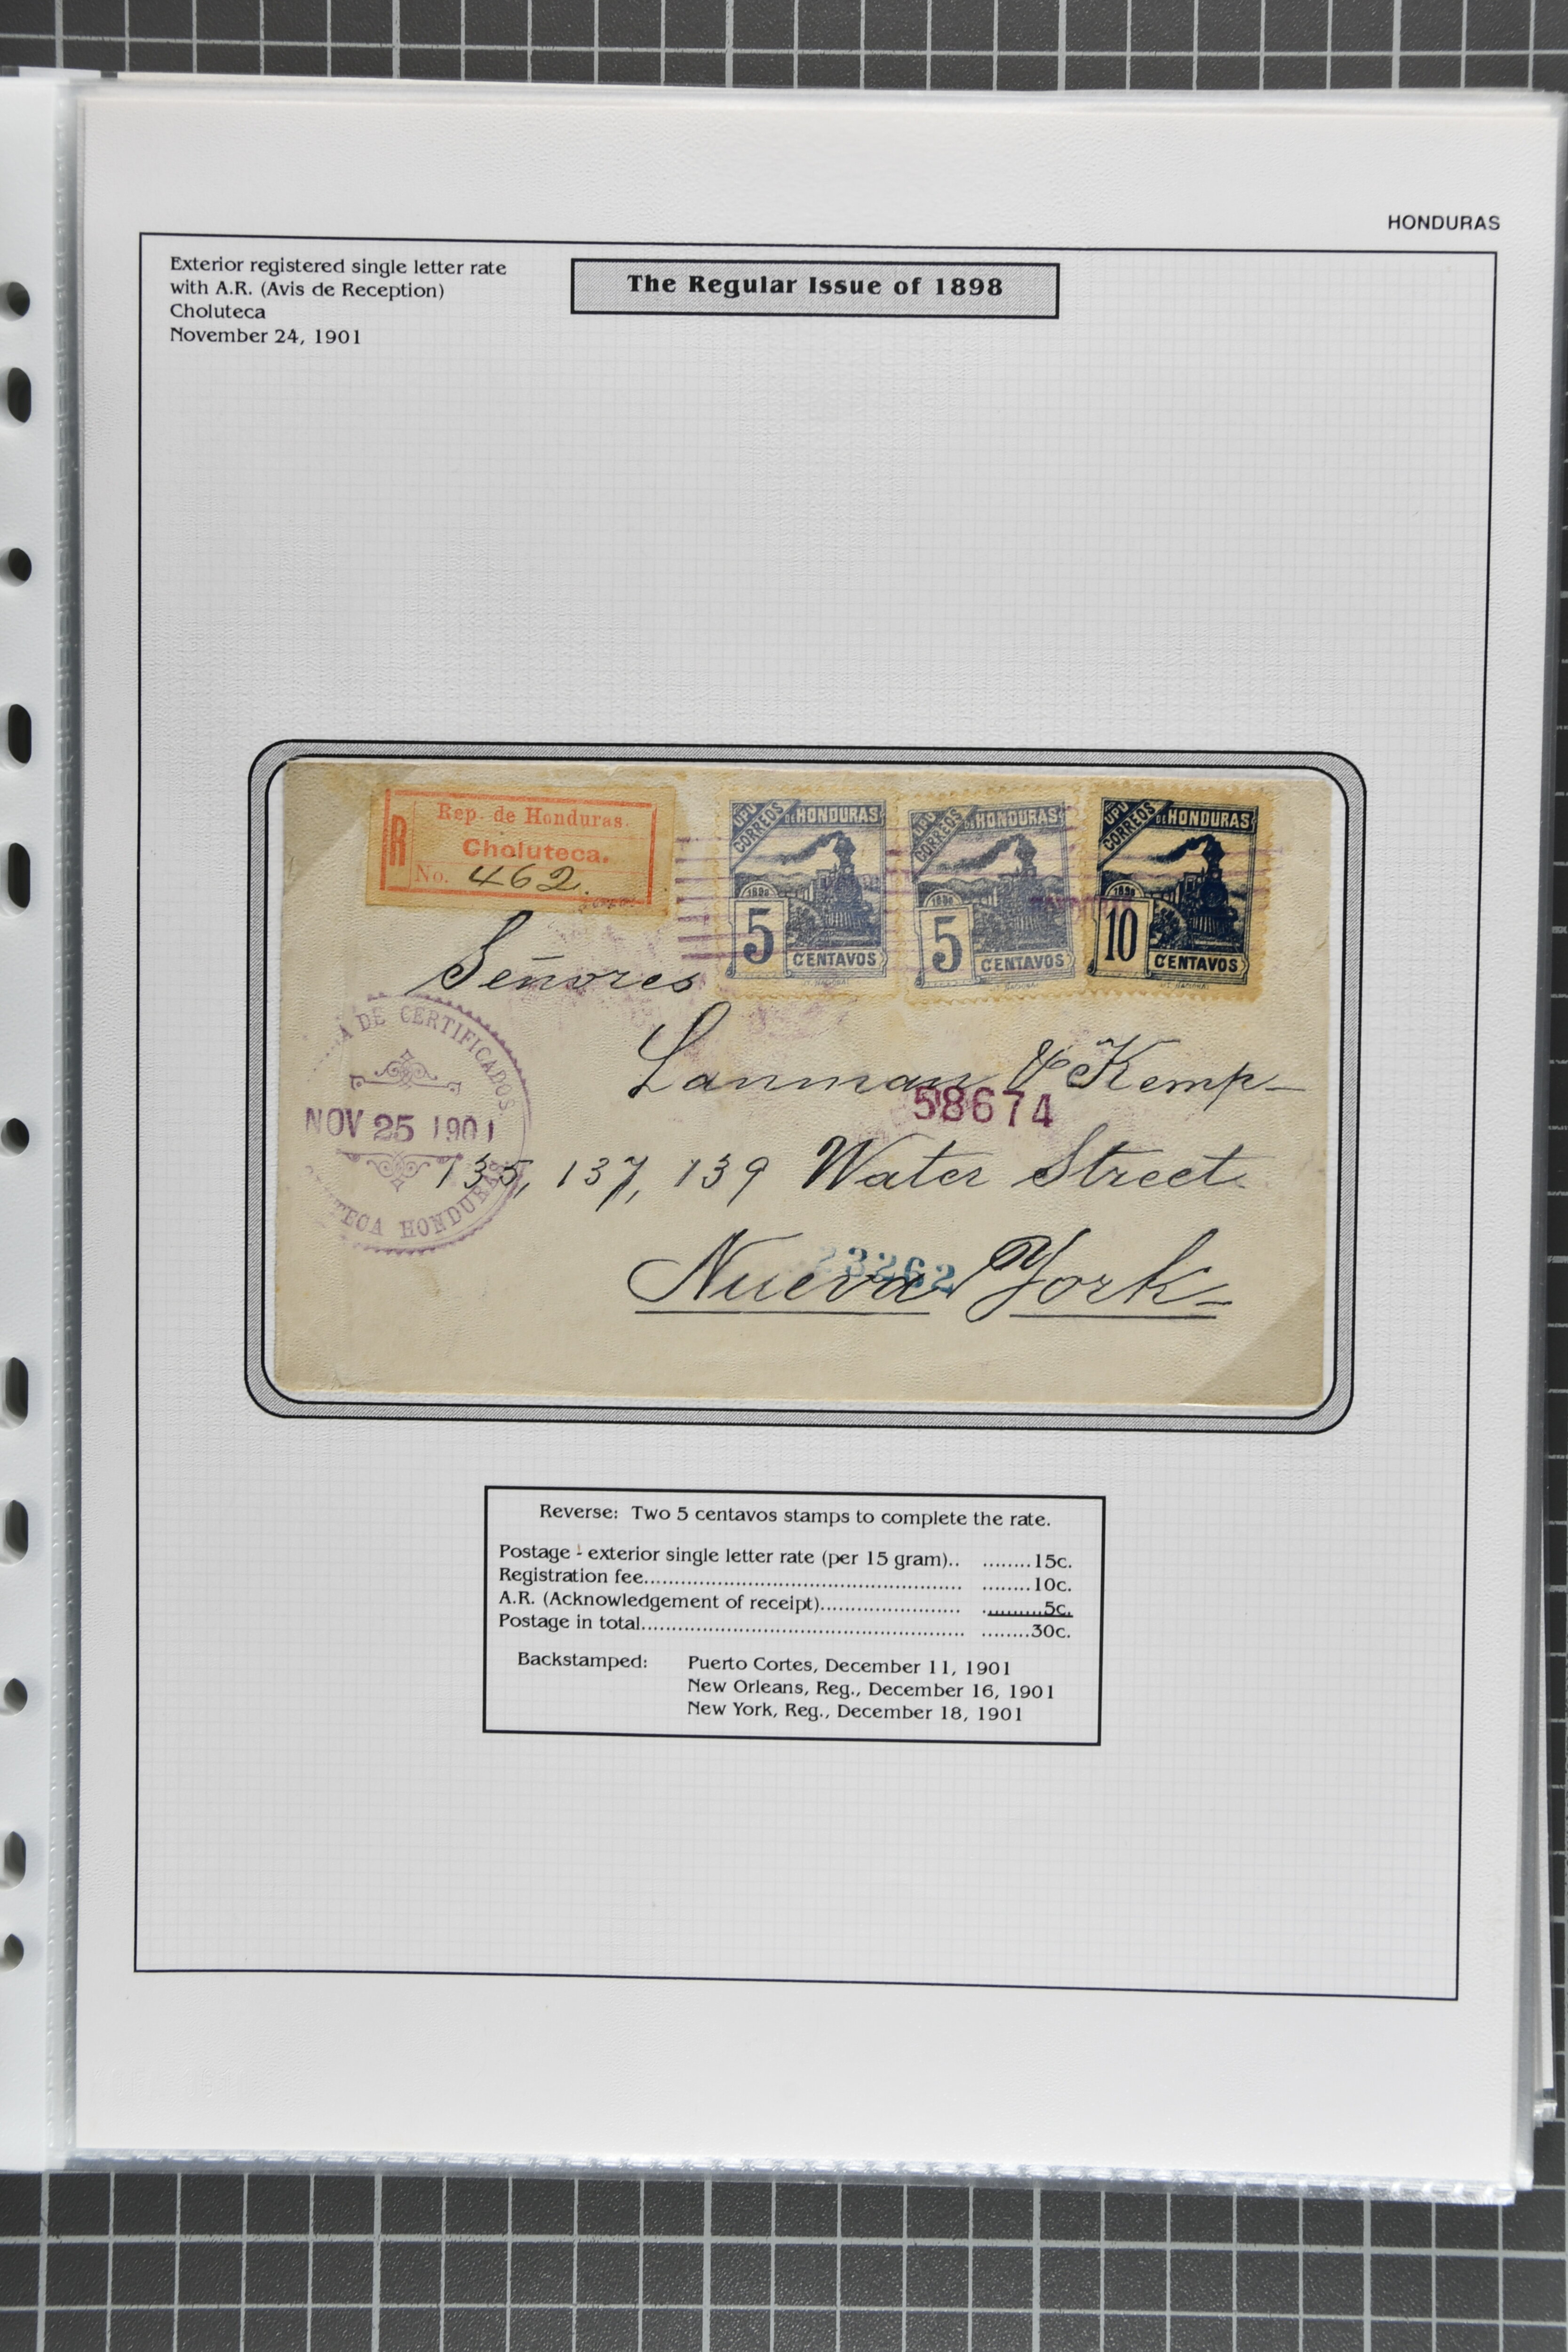 HONDURAS
Exterior registered single letter rate
with A.R. (Avis de Reception)
Choluteca
November 24, 1901
The Regular Issue of 1898
R
Rep. de Honduras.
Choluteca.
No. 462.
UPU
CORREOS
DE HONDURAS
1898
5
CENTAVOS
UPU
CORREOS
DE HONDURAS
1898
5
CENTAVOS
UPU
CORREOS
DE HONDURAS
1898
10
CENTAVOS
Señores
Lanman & Kemp
58674
DE CERTIFICADOS
NOV 25 1901
HONDURAS
135, 137, 139 Water Street
23262
Nueva York
Reverse: Two 5 centavos stamps to complete the rate.
Postage - exterior single letter rate (per 15 gram).. ........15c.
Registration fee.................................................... ........10c.
A.R. (Acknowledgement of receipt)....................... ..........5c.
Postage in total..................................................... ........30c.
Backstamped: Puerto Cortes, December 11, 1901
New Orleans, Reg., December 16, 1901
New York, Reg., December 18, 1901